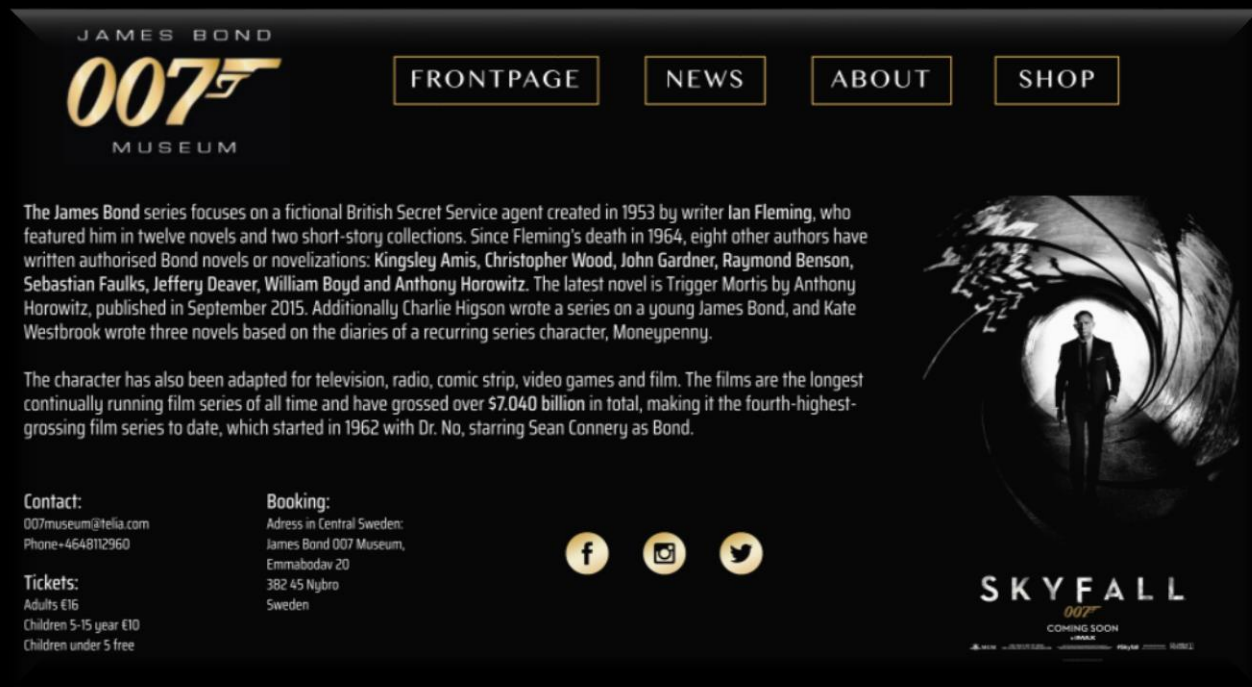 JAMES BOND
007
MUSEUM
FRONTPAGE
NEWS
ABOUT
SHOP
The James Bond series focuses on a fictional British Secret Service agent created in 1953 by writer Ian Fleming, who
featured him in twelve novels and two short-story collections. Since Fleming's death in 1964, eight other authors have
written authorised Bond novels or novelizations: Kingsley Amis, Christopher Wood, John Gardner, Raymond Benson,
Sebastian Faulks, Jeffery Deaver, William Boyd and Anthony Horowitz. The latest novel is Trigger Mortis by Anthony
Horowitz, published in September 2015. Additionally Charlie Higson wrote a series on a young James Bond, and Kate
Westbrook wrote three novels based on the diaries of a recurring series character, Moneypenny.
The character has also been adapted for television, radio, comic strip, video games and film. The films are the longest
continually running film series of all time and have grossed over $7.040 billion in total, making it the fourth-highest-
grossing film series to date, which started in 1962 with Dr. No, starring Sean Connery as Bond.
Contact:
007museum@telia.com
Phone+4648112960
Tickets:
Adults €16
Children 5-15 year €10
Children under 5 free
Booking:
Adress in Central Sweden:
James Bond 007 Museum,
Emmabodav 20
382 45 Nybro
Sweden
SKYFALL
007
COMING SOON
IMAX